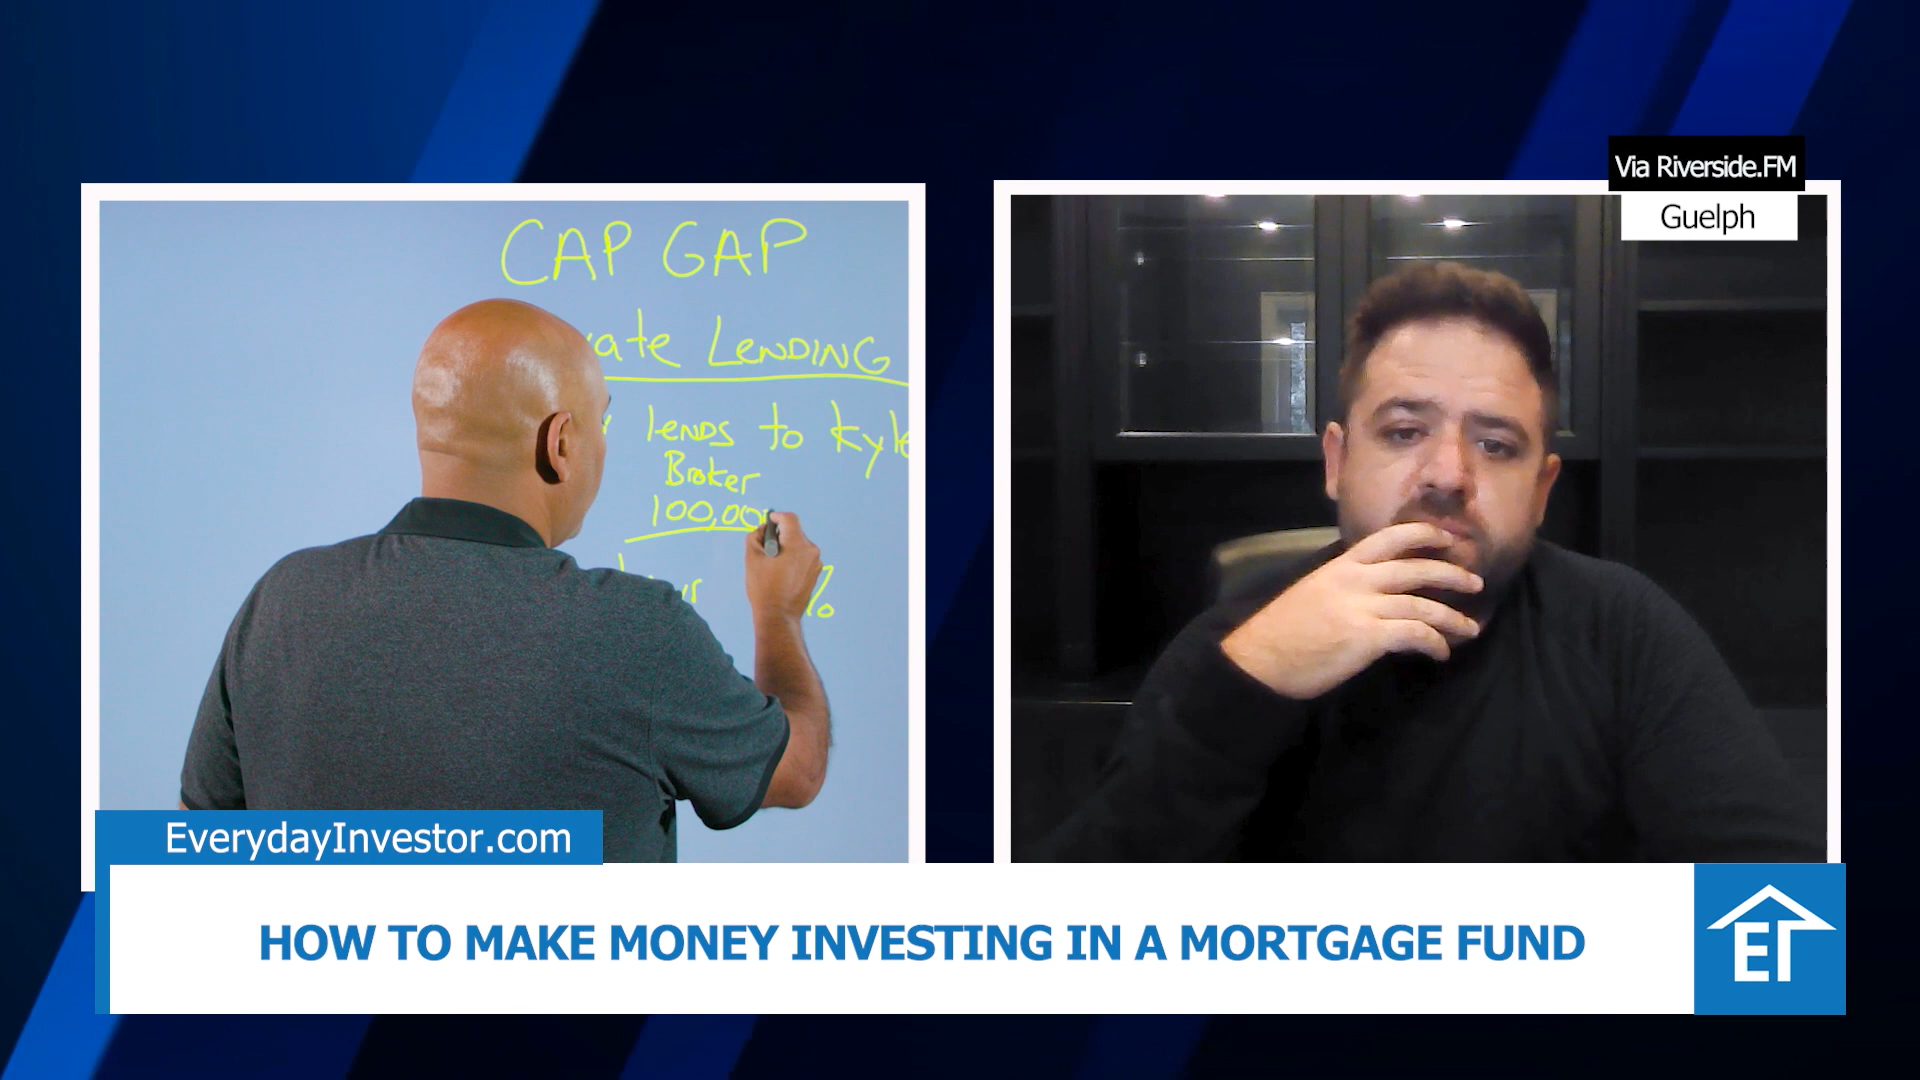 Via Riverside.FM
Guelph
CAP GAP
LENDING
lends to kyle
Broker
100,00
%
EverydayInvestor.com
HOW TO MAKE MONEY INVESTING IN A MORTGAGE FUND
EI